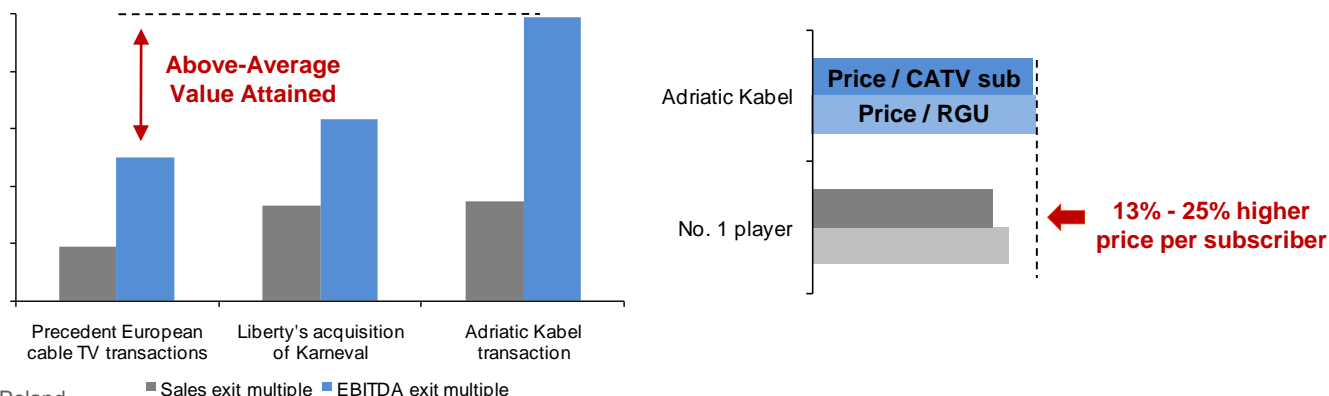 Above-Average
Value Attained
Precedent European
cable TV transactions
Liberty's acquisition
of Karneval
Adriatic Kabel
transaction
Sales exit multiple
EBITDA exit multiple
Adriatic Kabel
Price / CATV sub
Price / RGU
No. 1 player
13% - 25% higher
price per subscriber